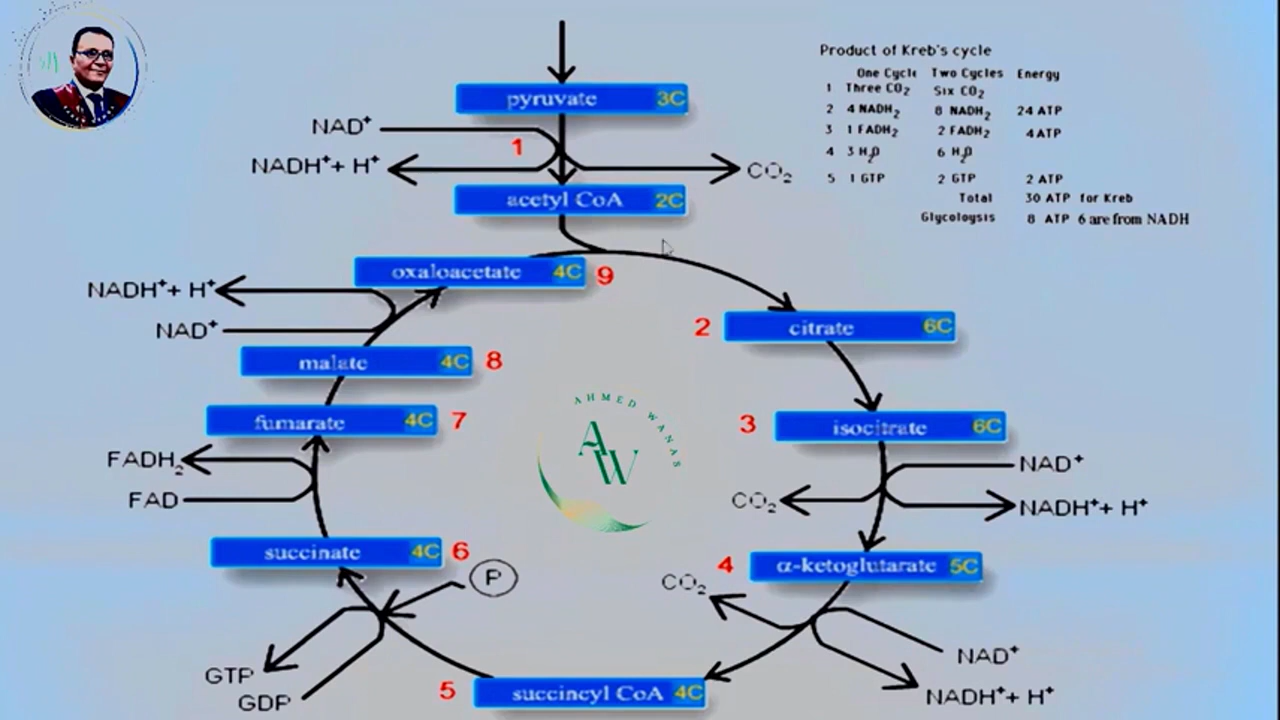 Product of Kreb's cycle
One Cycle Two Cycles Energy
1 Three CO₂ Six CO₂
2 4 NADH₂ 8 NADH₂ 24 ATP
3 1 FADH₂ 2 FADH₂ 4 ATP
4 3 H₂O 6 H₂O
5 1 GTP 2 GTP 2 ATP
Total 30 ATP for Kreb
Glycoloysis 8 ATP 6 are from NADH
pyruvate 3C
NAD⁺
1
NADH⁺+ H⁺
CO₂
acetyl CoA 2C
oxaloacetate 4C 9
NADH⁺+ H⁺
NAD⁺
2 citrate 6C
malate 4C 8
fumarate 4C 7
3 isocitrate 6C
AHMED WANAS
AW
FADH₂
FAD
NAD⁺
CO₂
NADH⁺+ H⁺
succinate 4C 6
4 α-ketoglutarate 5C
P
CO₂
GTP
GDP
NAD⁺
NADH⁺+ H⁺
5 succineyl CoA 4C